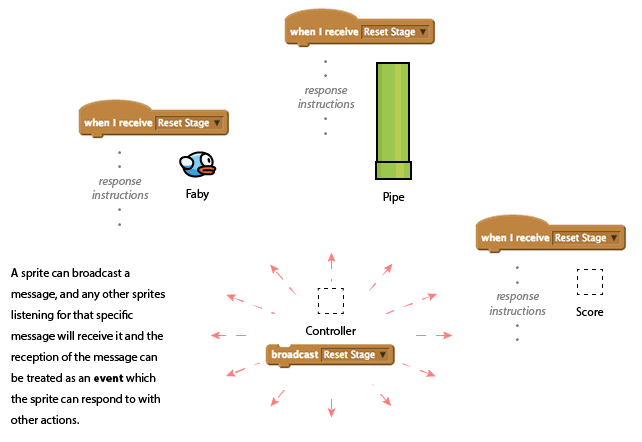 when I receive Reset Stage
response
instructions
Pipe
when I receive Reset Stage
response
instructions
Faby
when I receive Reset Stage
response
instructions
Score
A sprite can broadcast a
message, and any other sprites
listening for that specific
message will receive it and the
reception of the message can
be treated as an event which
the sprite can respond to with
other actions.
Controller
broadcast Reset Stage